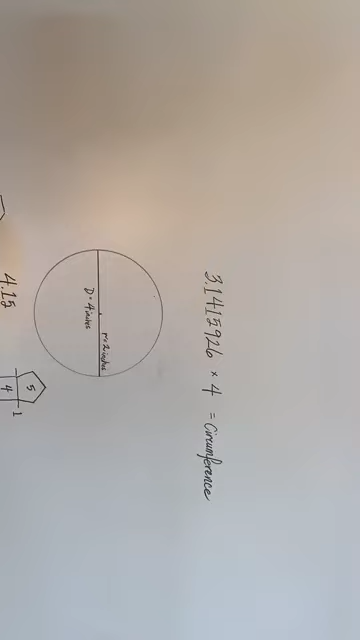 3.1415926 × 4 = Circumference
r = 2 inches
D = 4 inches
4.15
5
4
1